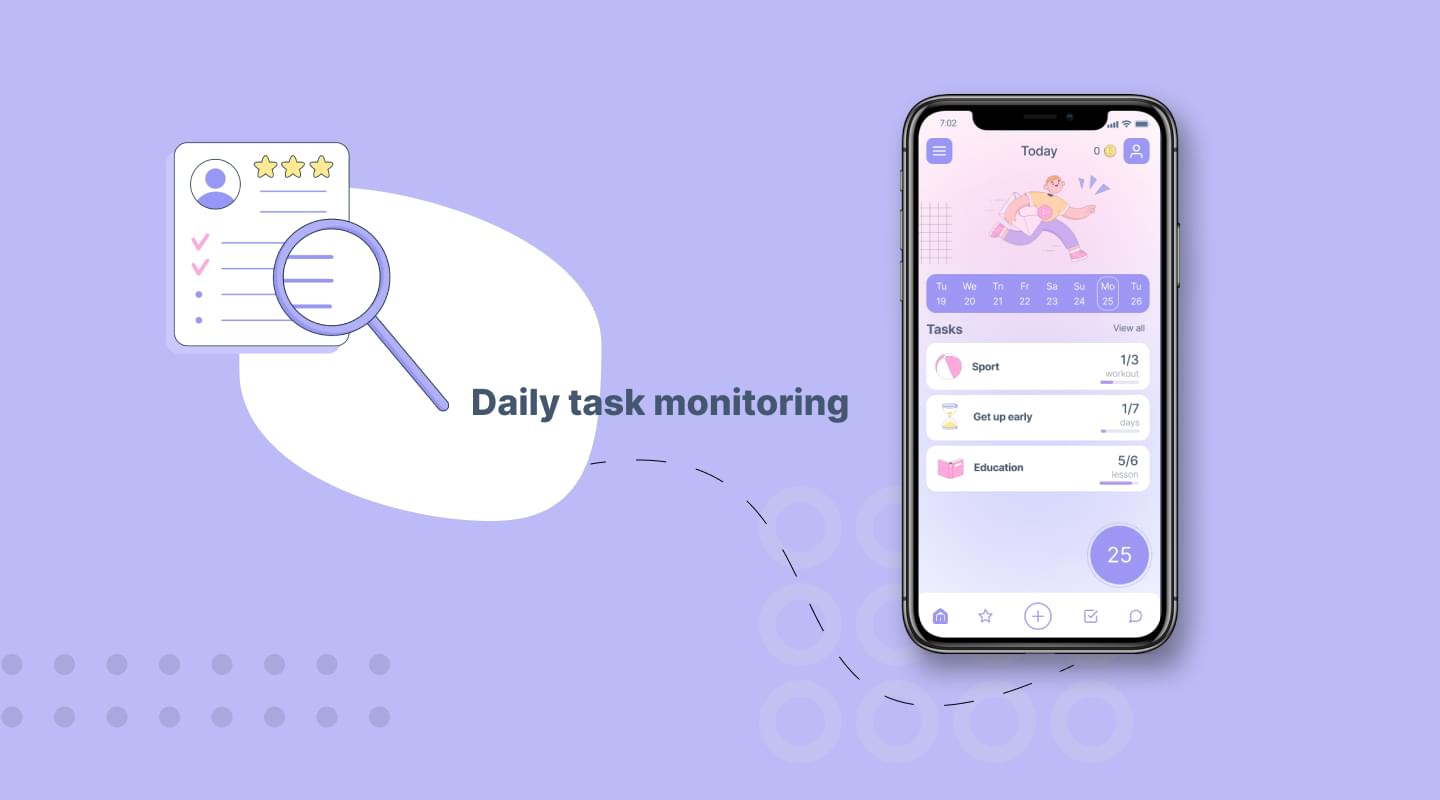 Daily task monitoring
7:02
Today
0
Tu We Tn Fr Sa Su Mo Tu
19 20 21 22 23 24 25 26
Tasks View all
Sport 1/3
workout
Get up early 1/7
days
Education 5/6
lesson
25